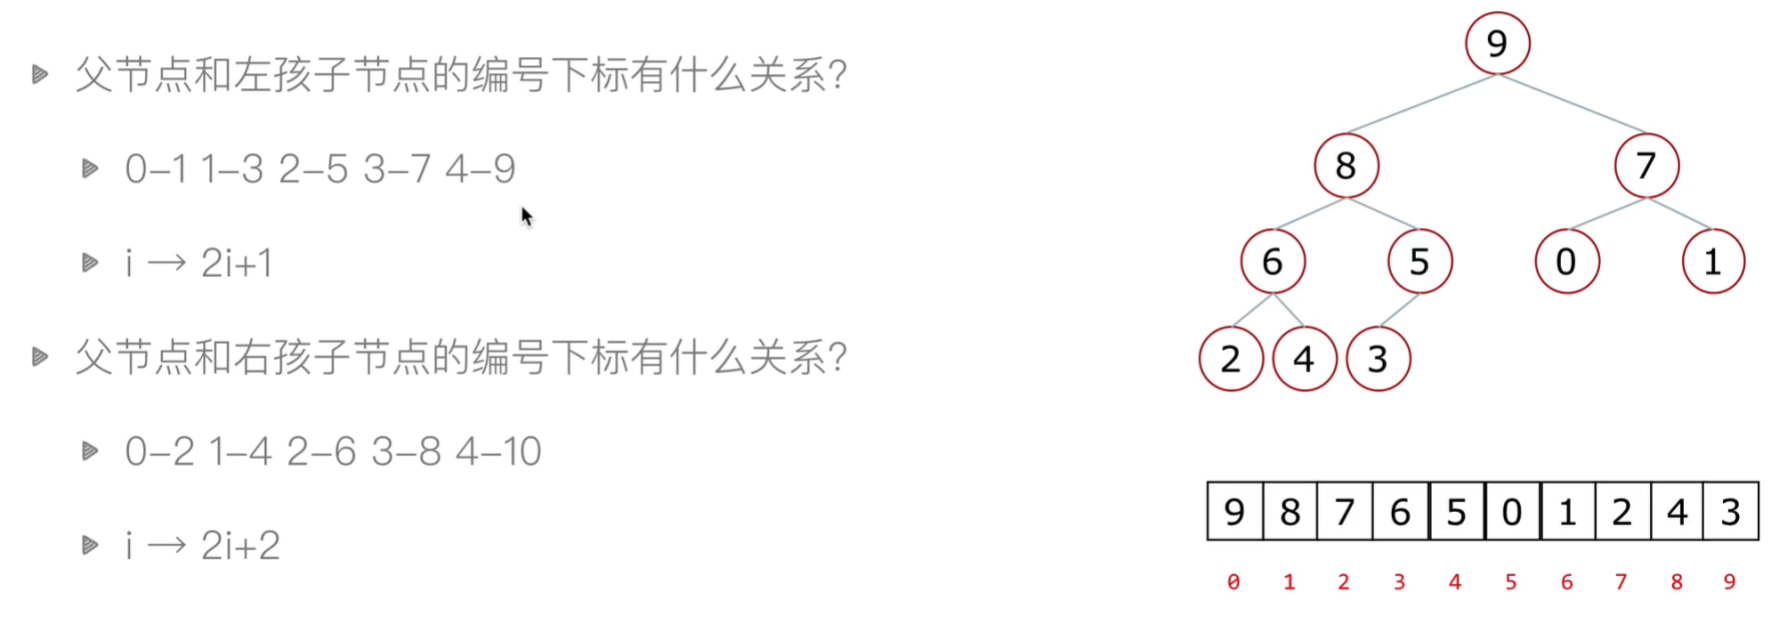 父节点和左孩子节点的编号下标有什么关系?
0–1 1–3 2–5 3–7 4–9
i → 2i+1
父节点和右孩子节点的编号下标有什么关系?
0–2 1–4 2–6 3–8 4–10
i → 2i+2
9
8 7
6 5 0 1
2 4 3
9 8 7 6 5 0 1 2 4 3
0 1 2 3 4 5 6 7 8 9